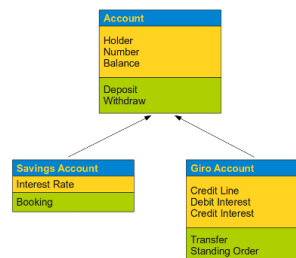 Account
Holder
Number
Balance
Deposit
Withdraw
Savings Account
Interest Rate
Booking
Giro Account
Credit Line
Debit Interest
Credit Interest
Transfer
Standing Order